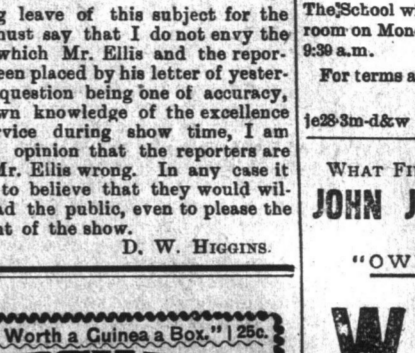 g leave of this subject for the
must say that I do not envy the
which Mr. Ellis and the repor-
een placed by his letter of yester-
question being one of accuracy,
wn knowledge of the excellence
rvice during show time, I am
opinion that the reporters are
Mr. Ellis wrong. In any case it
to believe that they would wil-
ad the public, even to please the
nt of the show.
D. W. HIGGINS.
Worth a Guinea a Box." | 25c.
The School w
room on Mon
9:30 a.m.
For terms a
je28-3m-d&w
WHAT FI
JOHN J
"OW
W